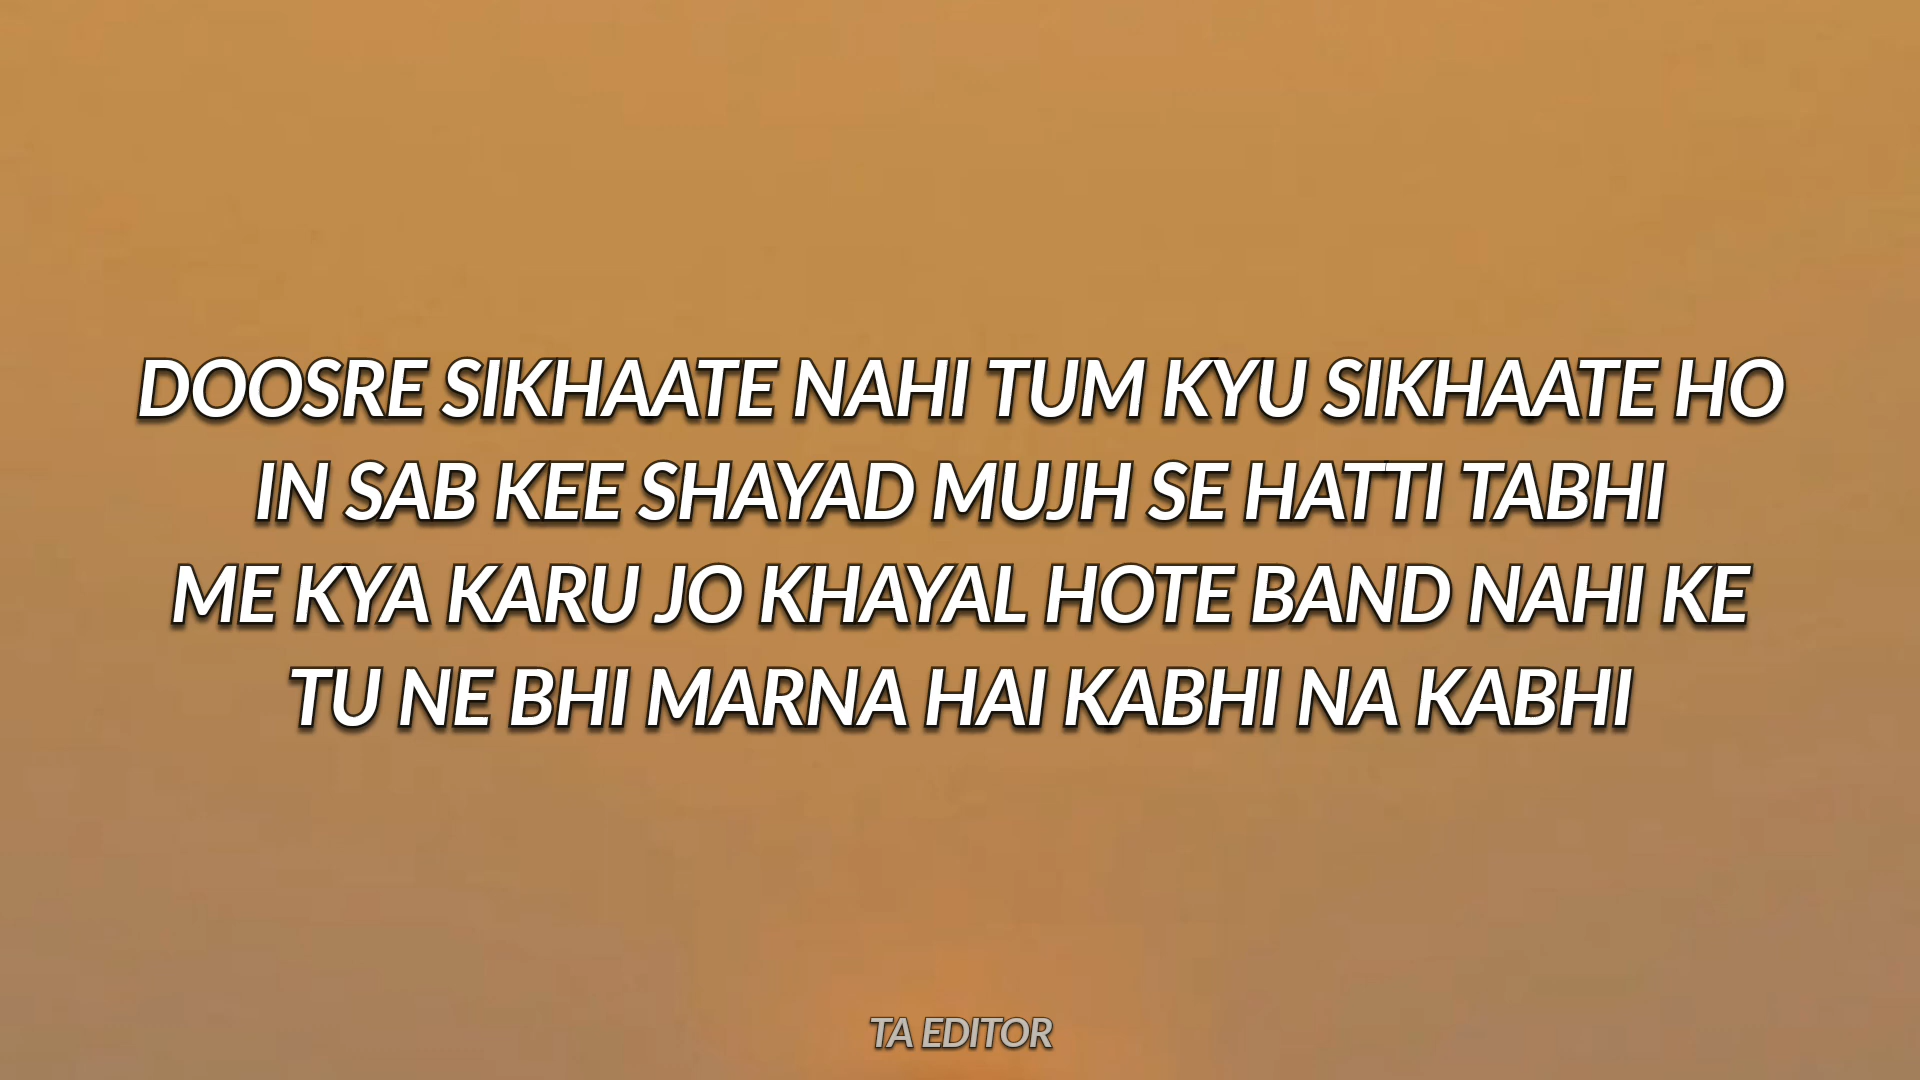 DOOSRE SIKHAATE NAHI TUM KYU SIKHAATE HO
IN SAB KEE SHAYAD MUJH SE HATTI TABHI
ME KYA KARU JO KHAYAL HOTE BAND NAHI KE
TU NE BHI MARNA HAI KABHI NA KABHI
TA EDITOR